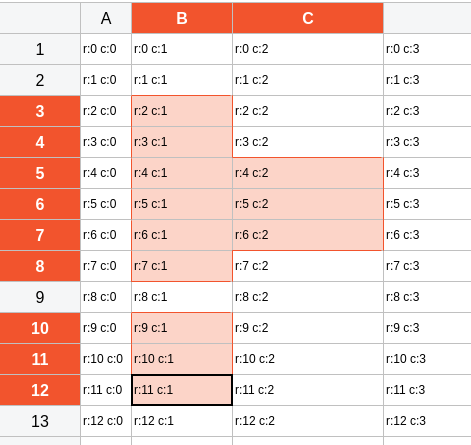 A B C
1 r:0 c:0 r:0 c:1 r:0 c:2 r:0 c:3
2 r:1 c:0 r:1 c:1 r:1 c:2 r:1 c:3
3 r:2 c:0 r:2 c:1 r:2 c:2 r:2 c:3
4 r:3 c:0 r:3 c:1 r:3 c:2 r:3 c:3
5 r:4 c:0 r:4 c:1 r:4 c:2 r:4 c:3
6 r:5 c:0 r:5 c:1 r:5 c:2 r:5 c:3
7 r:6 c:0 r:6 c:1 r:6 c:2 r:6 c:3
8 r:7 c:0 r:7 c:1 r:7 c:2 r:7 c:3
9 r:8 c:0 r:8 c:1 r:8 c:2 r:8 c:3
10 r:9 c:0 r:9 c:1 r:9 c:2 r:9 c:3
11 r:10 c:0 r:10 c:1 r:10 c:2 r:10 c:3
12 r:11 c:0 r:11 c:1 r:11 c:2 r:11 c:3
13 r:12 c:0 r:12 c:1 r:12 c:2 r:12 c:3